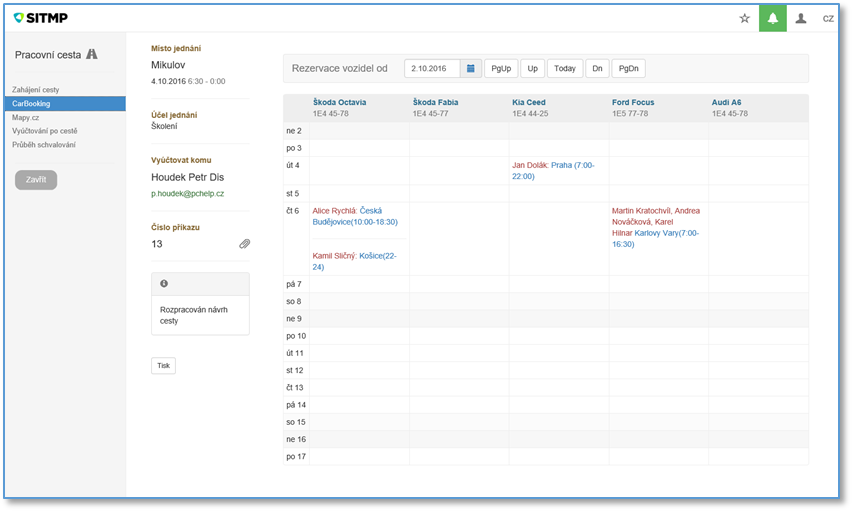 SITMP
CZ
Pracovní cesta
Zahájení cesty
CarBooking
Mapy.cz
Vyúčtování po cestě
Průběh schvalování
Zavřít
Místo jednání
Mikulov
4.10.2016 6:30 - 0:00
Účel jednání
Školení
Vyúčtovat komu
Houdek Petr Dis
p.houdek@pchelp.cz
Číslo příkazu
13
Rozpracován návrh
cesty
Tisk
Rezervace vozidel od
2.10.2016
PgUp
Up
Today
Dn
PgDn
Škoda Octavia
1E4 45-78
Škoda Fabia
1E4 45-77
Kia Ceed
1E4 44-25
Ford Focus
1E5 77-78
Audi A6
1E4 45-78
ne 2
po 3
út 4
Jan Dolák: Praha (7:00-
22:00)
st 5
čt 6
Alice Rychlá: Česká
Budějovice(10:00-18:30)
Kamil Sličný: Košice(22-
24)
Martin Kratochvíl, Andrea
Nováčková, Karel
Hilnar Karlovy Vary(7:00-
16:30)
pá 7
so 8
ne 9
po 10
út 11
st 12
čt 13
pá 14
so 15
ne 16
po 17